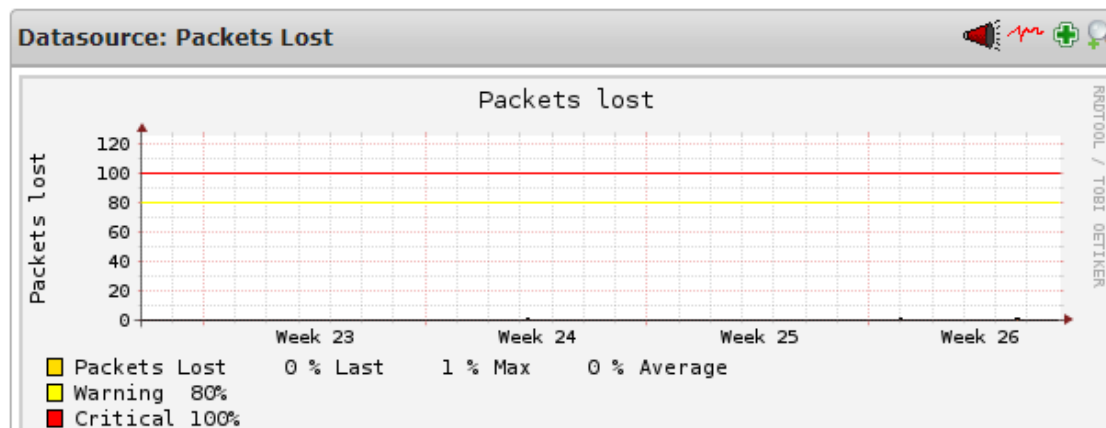 Datasource: Packets Lost
Packets lost
RRDTOOL / TOBI OETIKER
Packets lost
120
100
80
60
40
20
0
Week 23 Week 24 Week 25 Week 26
Packets Lost 0 % Last 1 % Max 0 % Average
Warning 80%
Critical 100%